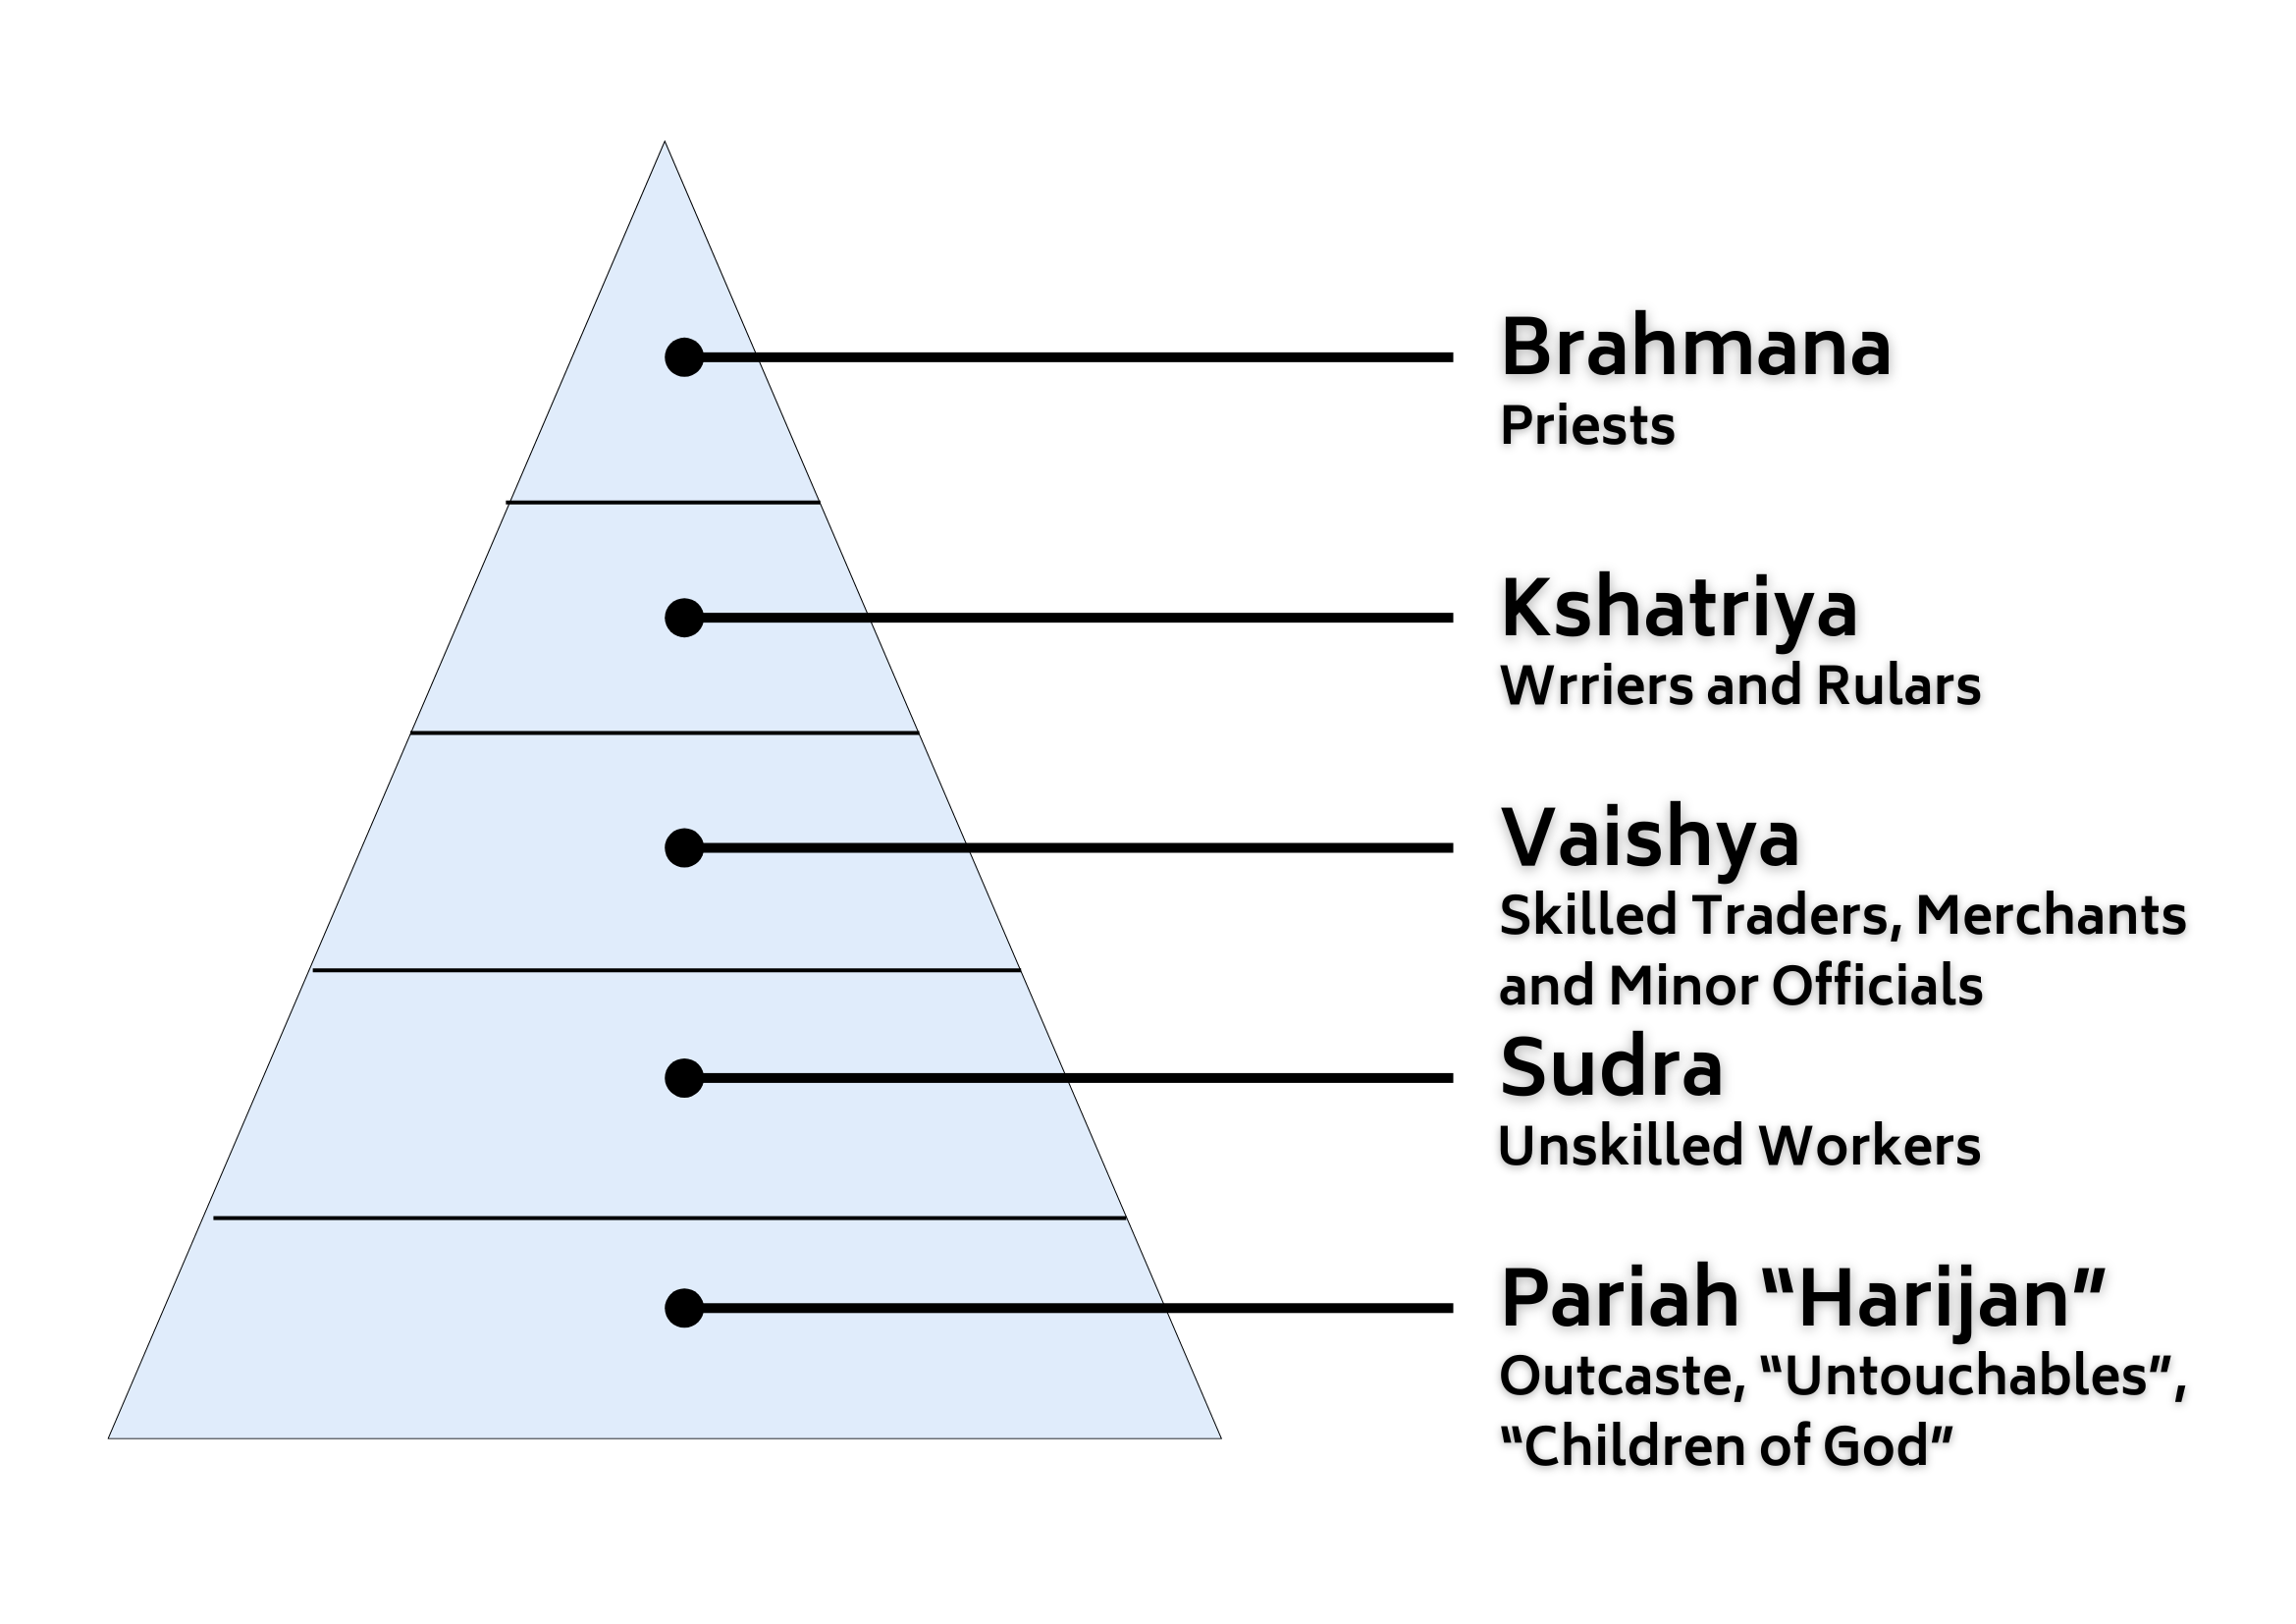 Brahmana
Priests
Kshatriya
Wrriers and Rulars
Vaishya
Skilled Traders, Merchants
and Minor Officials
Sudra
Unskilled Workers
Pariah “Harijan”
Outcaste, “Untouchables”,
“Children of God”